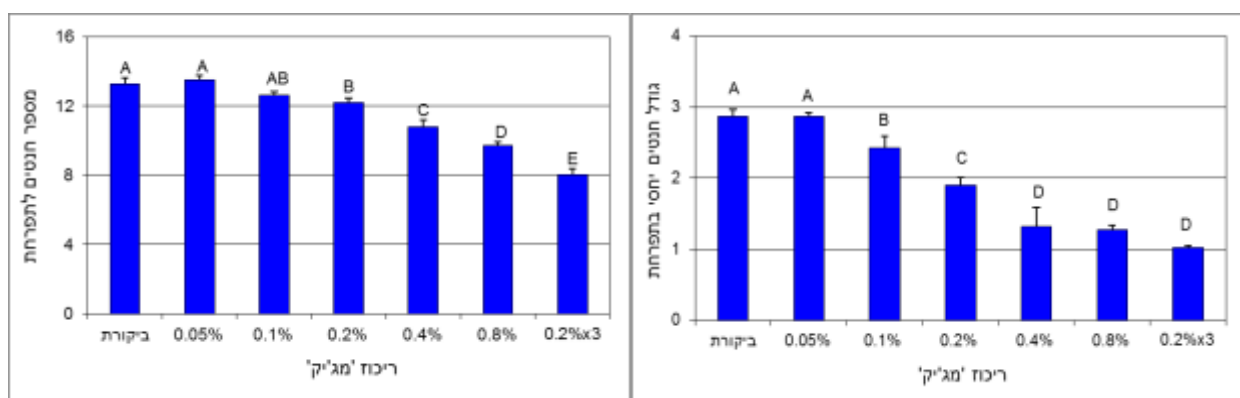 מספר חנטים לתפרחת
16
12
8
4
0
A
A
AB
B
C
D
E
ביקורת 0.05% 0.1% 0.2% 0.4% 0.8% 0.2%x3
ריכוז 'מג'יק'
גודל חנטים יחסי בתפרחת
4
3
2
1
0
A
A
B
C
D
D
D
ביקורת 0.05% 0.1% 0.2% 0.4% 0.8% 0.2%x3
ריכוז 'מג'יק'